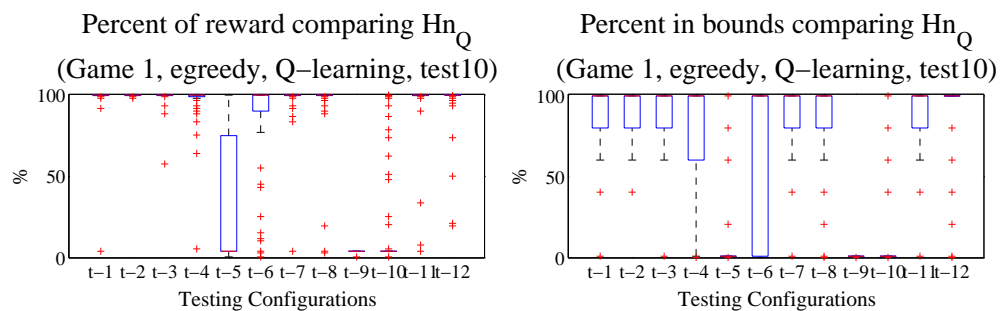 Percent of reward comparing Hn_Q
(Game 1, egreedy, Q−learning, test10)
100
50
0
%
t−1 t−2 t−3 t−4 t−5 t−6 t−7 t−8 t−9 t−10 t−11 t−12
Testing Configurations
Percent in bounds comparing Hn_Q
(Game 1, egreedy, Q−learning, test10)
100
50
0
%
t−1 t−2 t−3 t−4 t−5 t−6 t−7 t−8 t−9 t−10 t−11 t−12
Testing Configurations